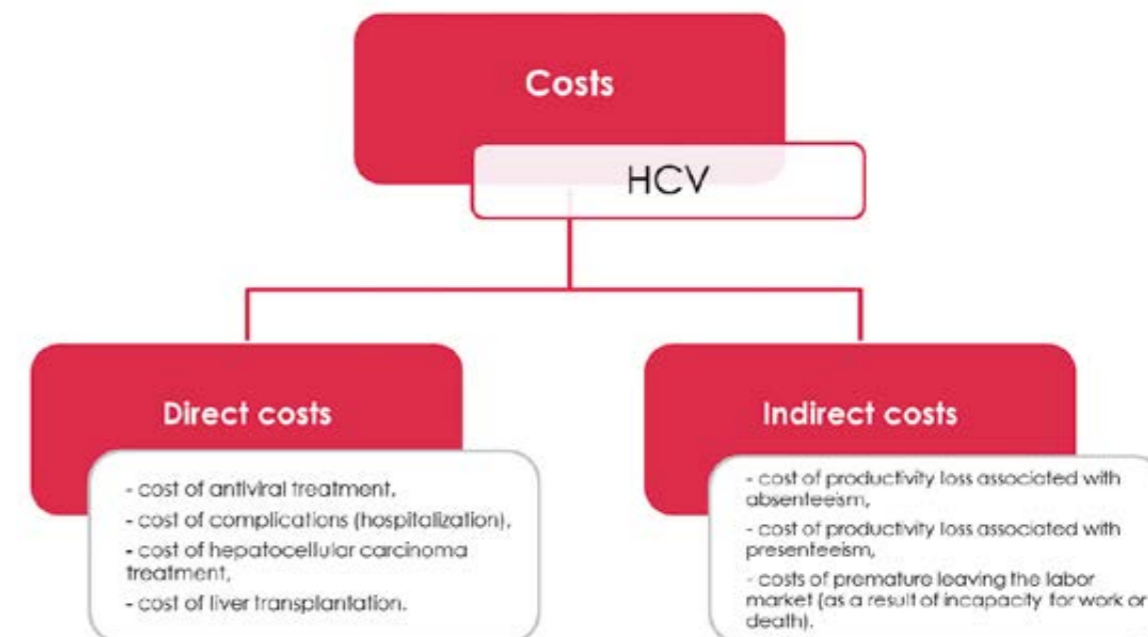 Costs
HCV
Direct costs
- cost of antiviral treatment,
- cost of complications (hospitalization),
- cost of hepatocellular carcinoma
treatment,
- cost of liver transplantation.
Indirect costs
- cost of productivity loss associated with
absenteeism,
- cost of productivity loss associated with
presenteeism,
- costs of premature leaving the labor
market (as a result of incapacity for work or
death).